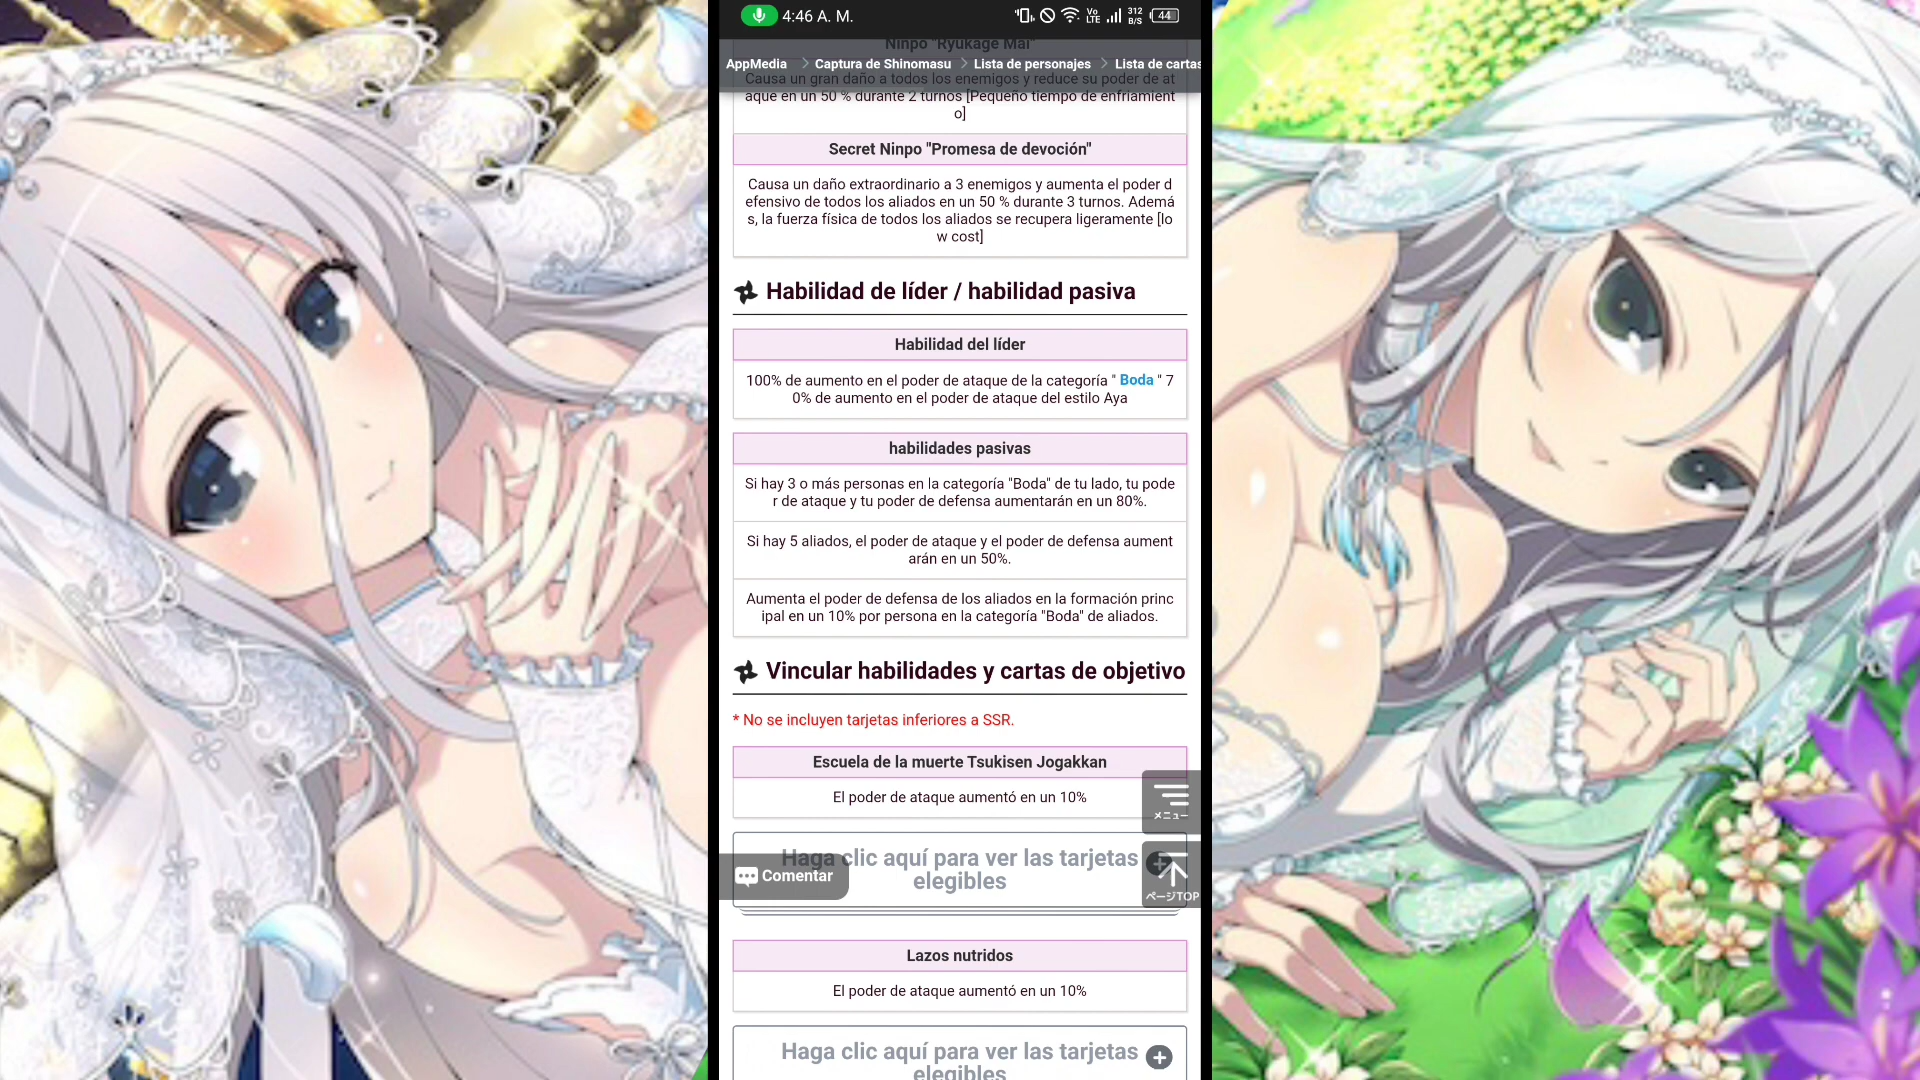 4:46 A. M.
Vo LTE
312 B/S
44
Ninpo "Ryukage Mai"
AppMedia > Captura de Shinomasu > Lista de personajes > Lista de cartas
Causa un gran daño a todos los enemigos y reduce su poder de at
aque en un 50 % durante 2 turnos [Pequeño tiempo de enfriamient
o]
Secret Ninpo "Promesa de devoción"
Causa un daño extraordinario a 3 enemigos y aumenta el poder d
efensivo de todos los aliados en un 50 % durante 3 turnos. Ademá
s, la fuerza física de todos los aliados se recupera ligeramente [lo
w cost]
Habilidad de líder / habilidad pasiva
Habilidad del líder
100% de aumento en el poder de ataque de la categoría " Boda " 7
0% de aumento en el poder de ataque del estilo Aya
habilidades pasivas
Si hay 3 o más personas en la categoría "Boda" de tu lado, tu pode
r de ataque y tu poder de defensa aumentarán en un 80%.
Si hay 5 aliados, el poder de ataque y el poder de defensa aument
arán en un 50%.
Aumenta el poder de defensa de los aliados en la formación princ
ipal en un 10% por persona en la categoría "Boda" de aliados.
Vincular habilidades y cartas de objetivo
* No se incluyen tarjetas inferiores a SSR.
Escuela de la muerte Tsukisen Jogakkan
El poder de ataque aumentó en un 10%
メニュー
Haga clic aquí para ver las tarjetas
elegibles
Comentar
ページTOP
Lazos nutridos
El poder de ataque aumentó en un 10%
Haga clic aquí para ver las tarjetas
elegibles